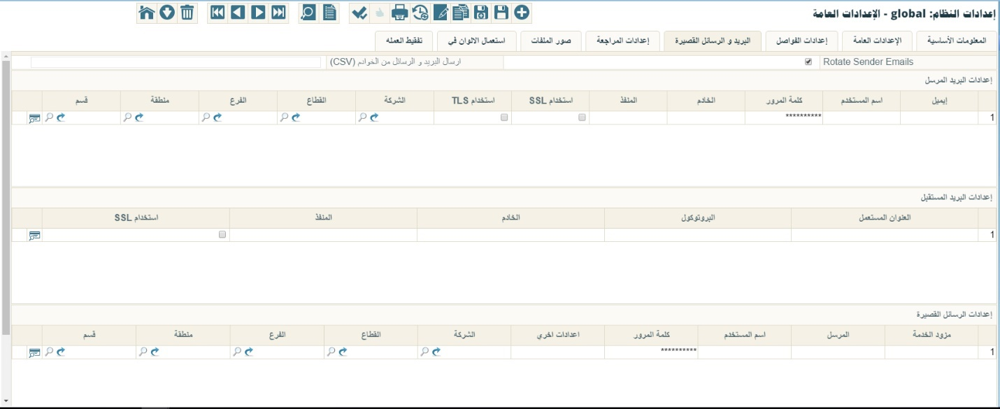 إعدادات النظام: global - الإعدادات العامة
المعلومات الأساسية
الإعدادات العامة
إعدادات الفواصل
البريد و الرسائل القصيرة
إعدادات المراجعة
صور الملفات
استعمال الالوان في
تفقيط العمله
Rotate Sender Emails
ارسال البريد و الرسائل من الخوادم (CSV)
إعدادات البريد المرسل
إيميل اسم المستخدم كلمة المرور الخادم المنفذ استخدام SSL استخدام TLS الشركة القطاع الفرع منطقة قسم
1 **********
إعدادات البريد المستقبل
العنوان المستعمل البروتوكول الخادم المنفذ استخدام SSL
1
إعدادات الرسائل القصيرة
مزود الخدمة المرسل اسم المستخدم كلمة المرور اعدادات اخري الشركة القطاع الفرع منطقة قسم
1 **********